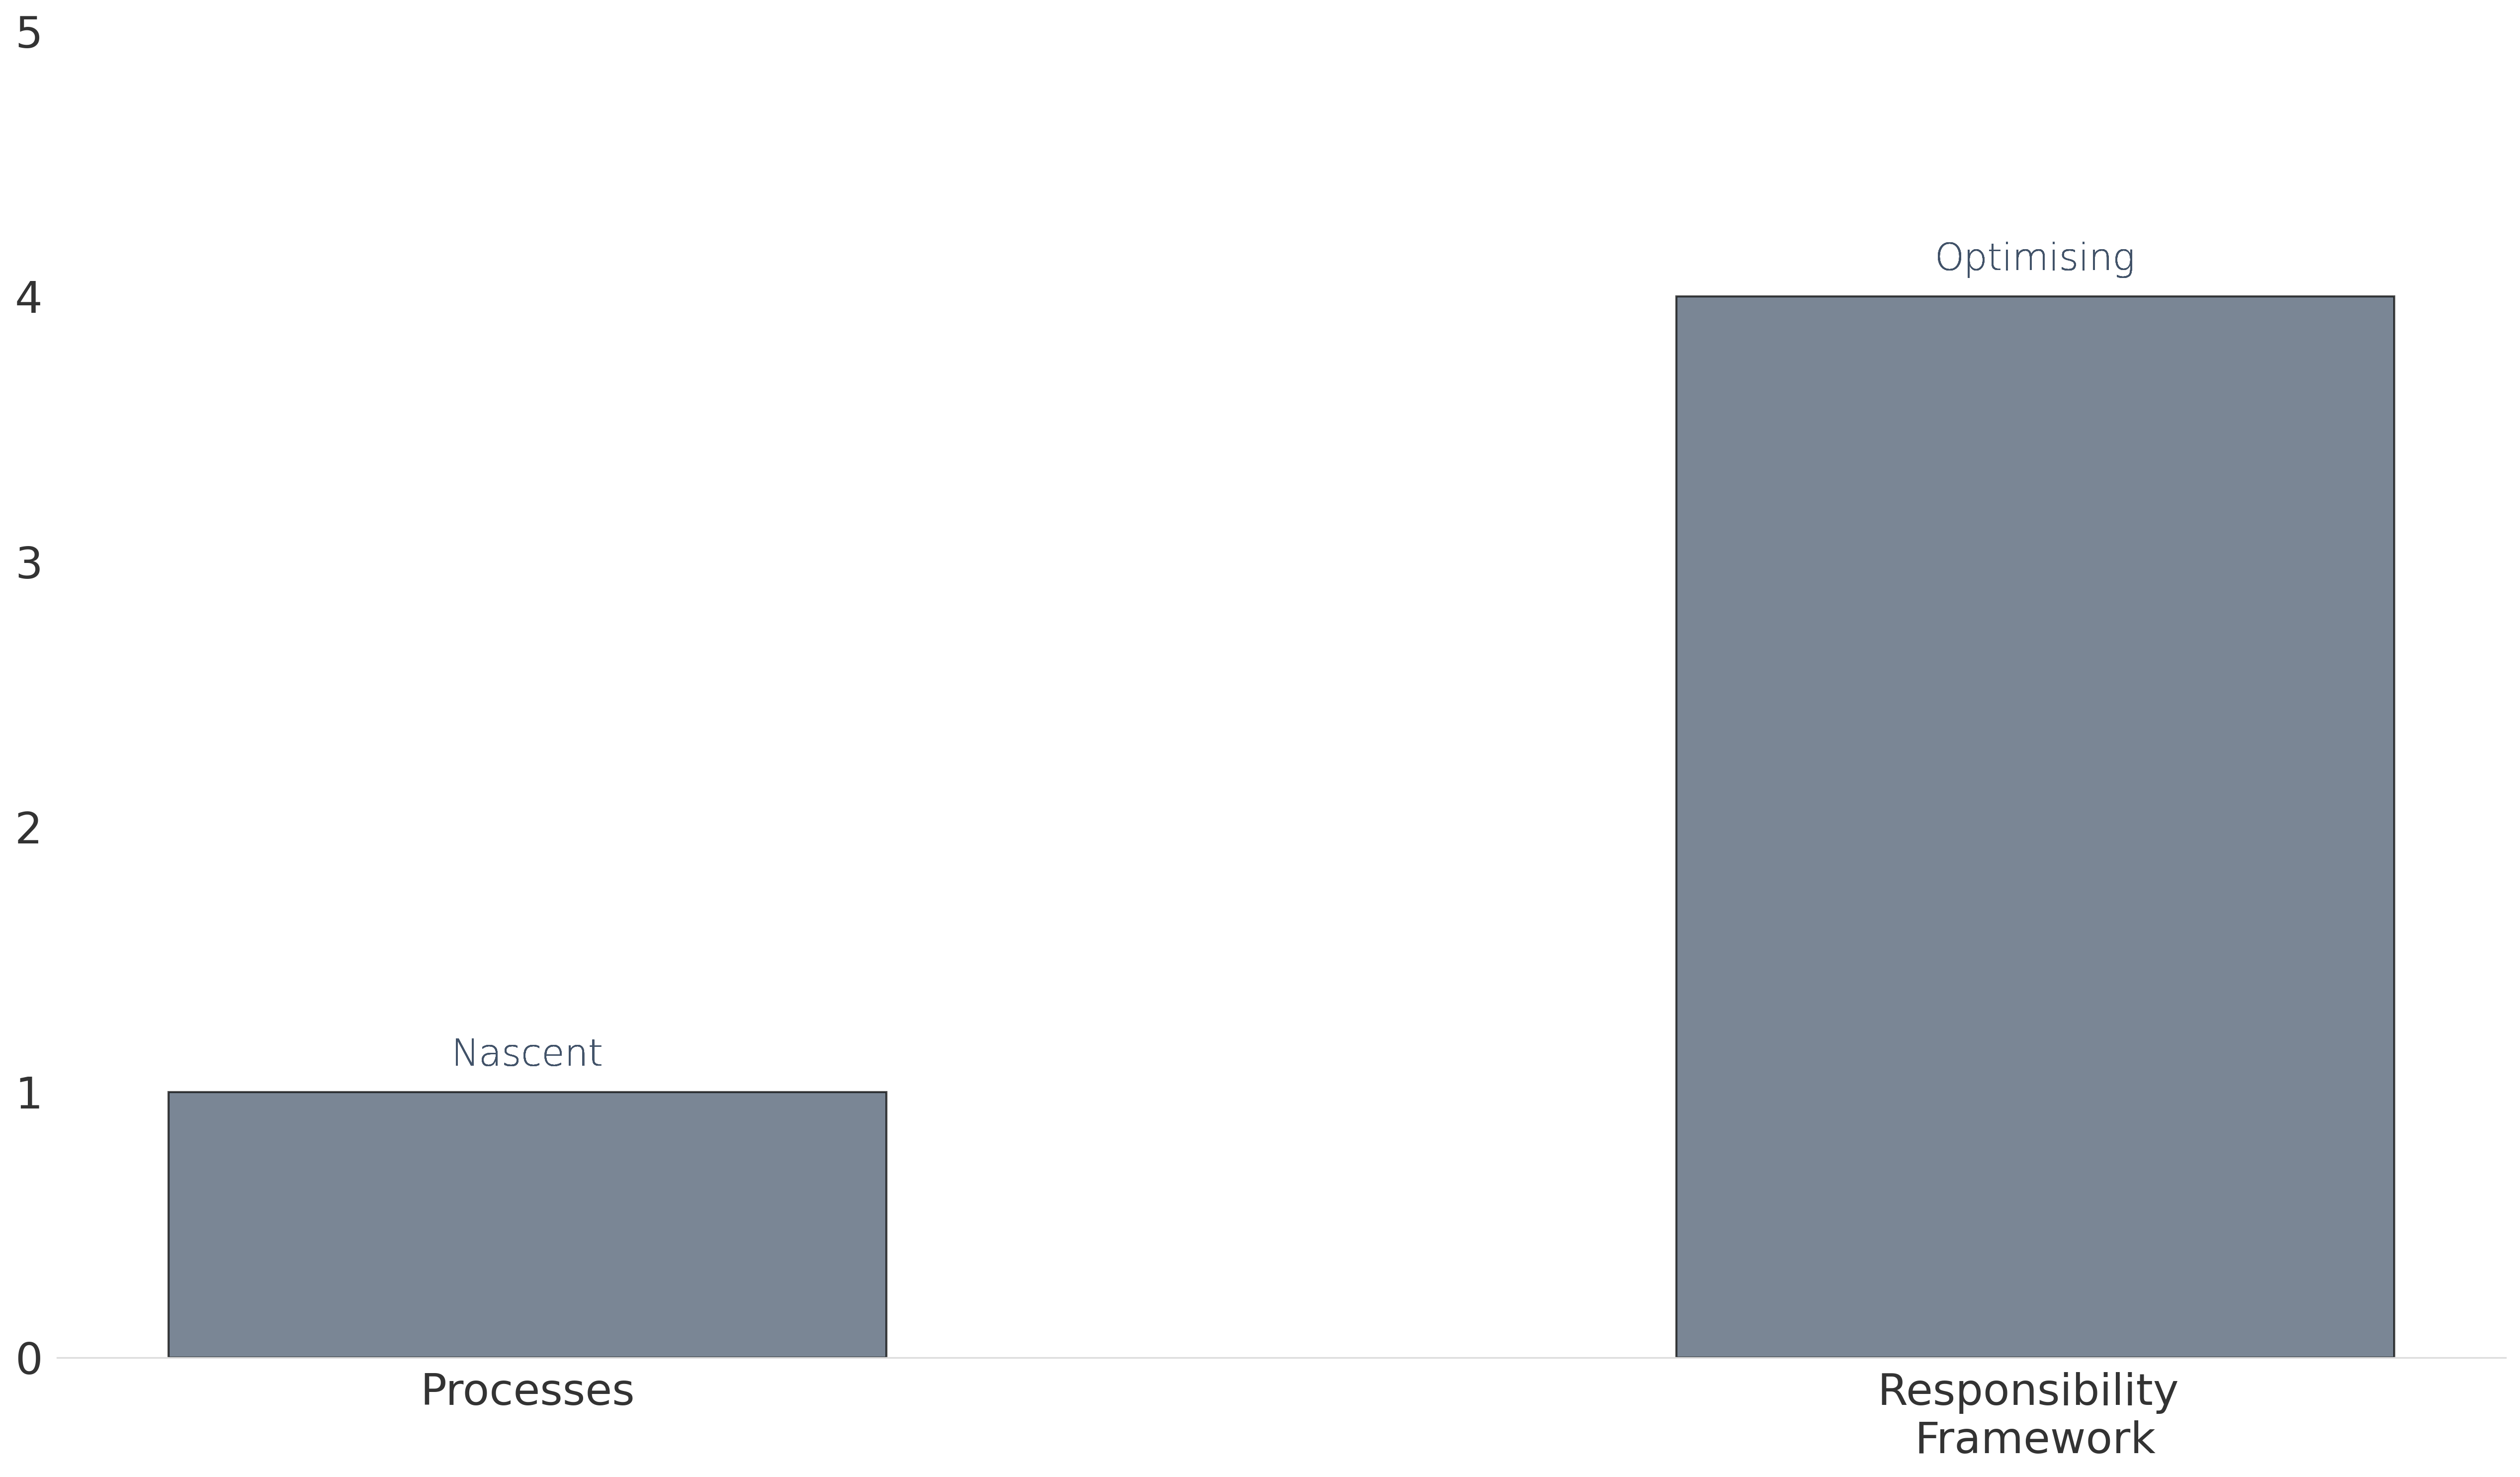 5
4
3
2
1
0
Optimising
Nascent
Processes
Responsibility
Framework